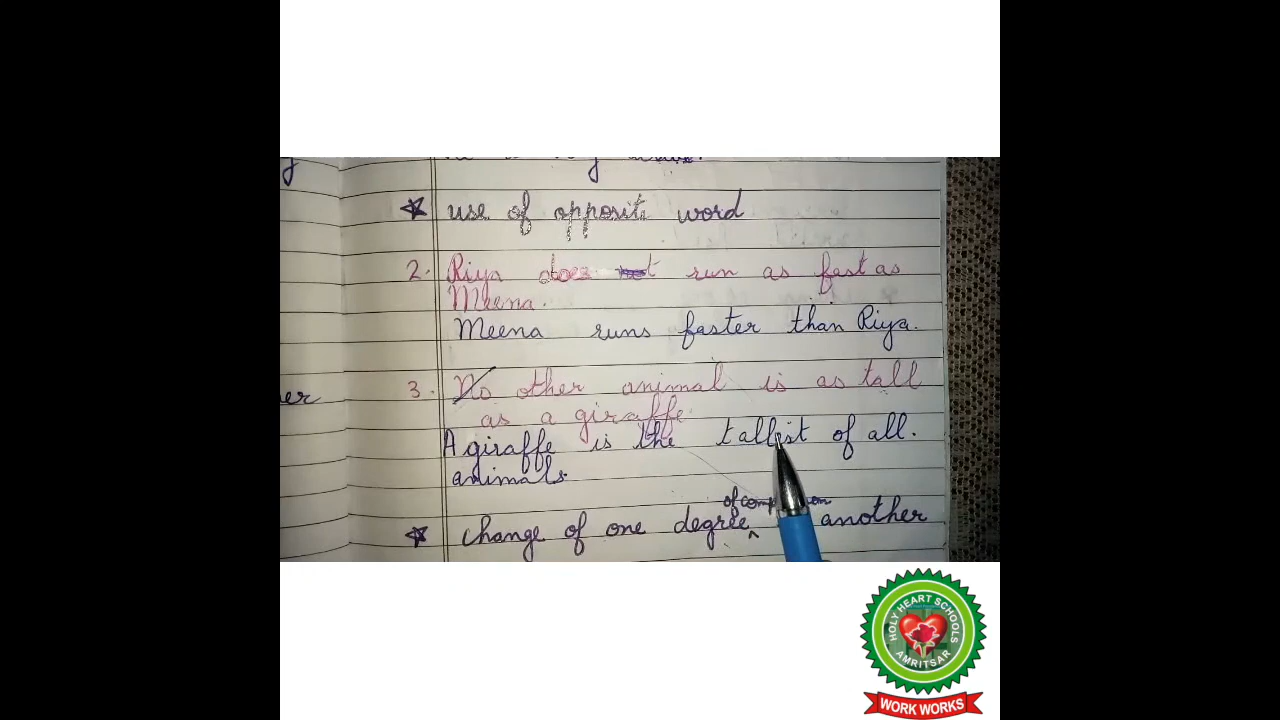 er
★ use of opposite word
2. Riya does not run as fast as
Meena.
Meena runs faster than Riya.
3. No other animal is as tall
as a giraffe.
A giraffe is the tallest of all.
animals.
of
★ change of one degree ^ another
HOLY HEART SCHOOLS
AMRITSAR
WORK WORKS